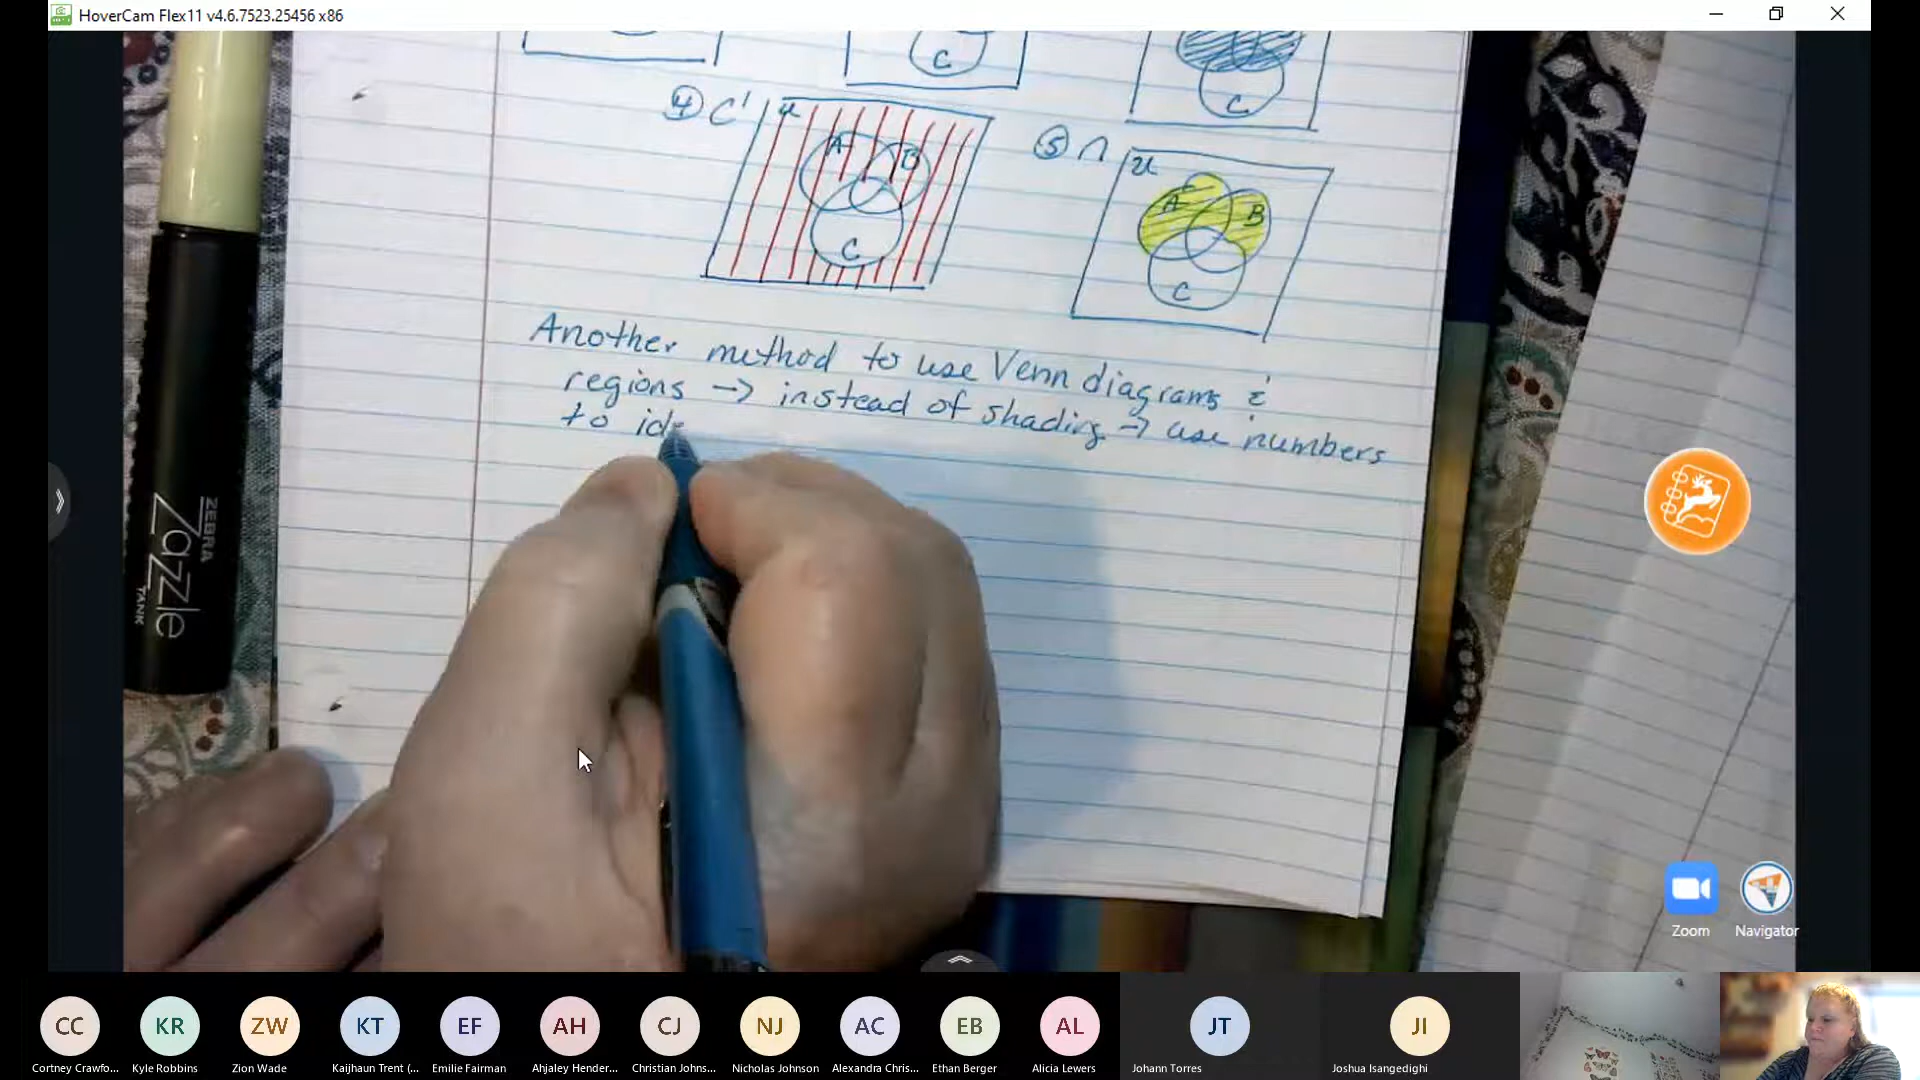 HoverCam Flex11 v4.6.7523.25456 x86
C
C
4 C' U
A B
C
5 ∩ U
A B
C
Another method to use Venn diagrams &
regions → instead of shading → use numbers
to ide
ZEBRA
Zazzle
TANK
Zoom
Navigator
CC
KR
ZW
KT
EF
AH
CJ
NJ
AC
EB
AL
JT
JI
Cortney Crawfo...
Kyle Robbins
Zion Wade
Kaijhaun Trent (...
Emilie Fairman
Ahjaley Hender...
Christian Johns...
Nicholas Johnson
Alexandra Chris...
Ethan Berger
Alicia Lewers
Johann Torres
Joshua Isangedighi